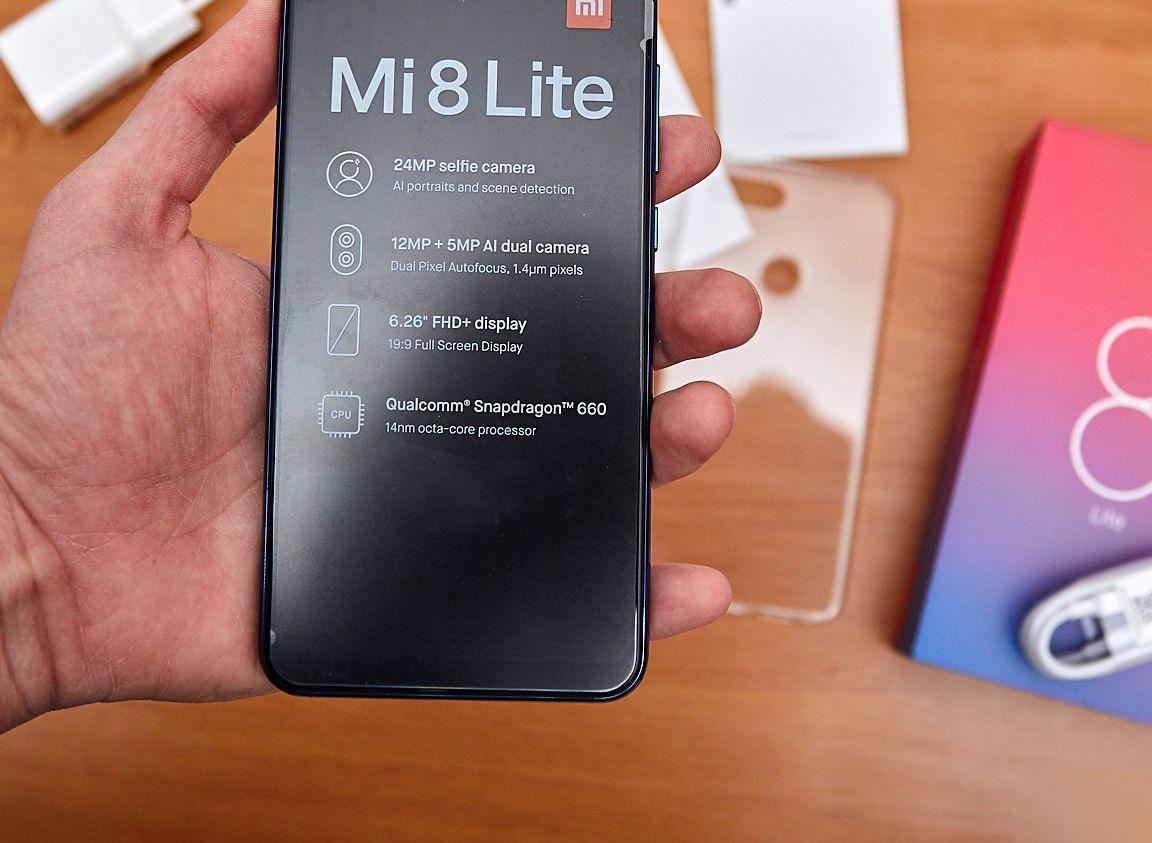 mi
Mi 8 Lite
24MP selfie camera
AI portraits and scene detection
12MP + 5MP AI dual camera
Dual Pixel Autofocus, 1.4μm pixels
6.26" FHD+ display
19:9 Full Screen Display
CPU
Qualcomm® Snapdragon™ 660
14nm octa-core processor
8
Lite